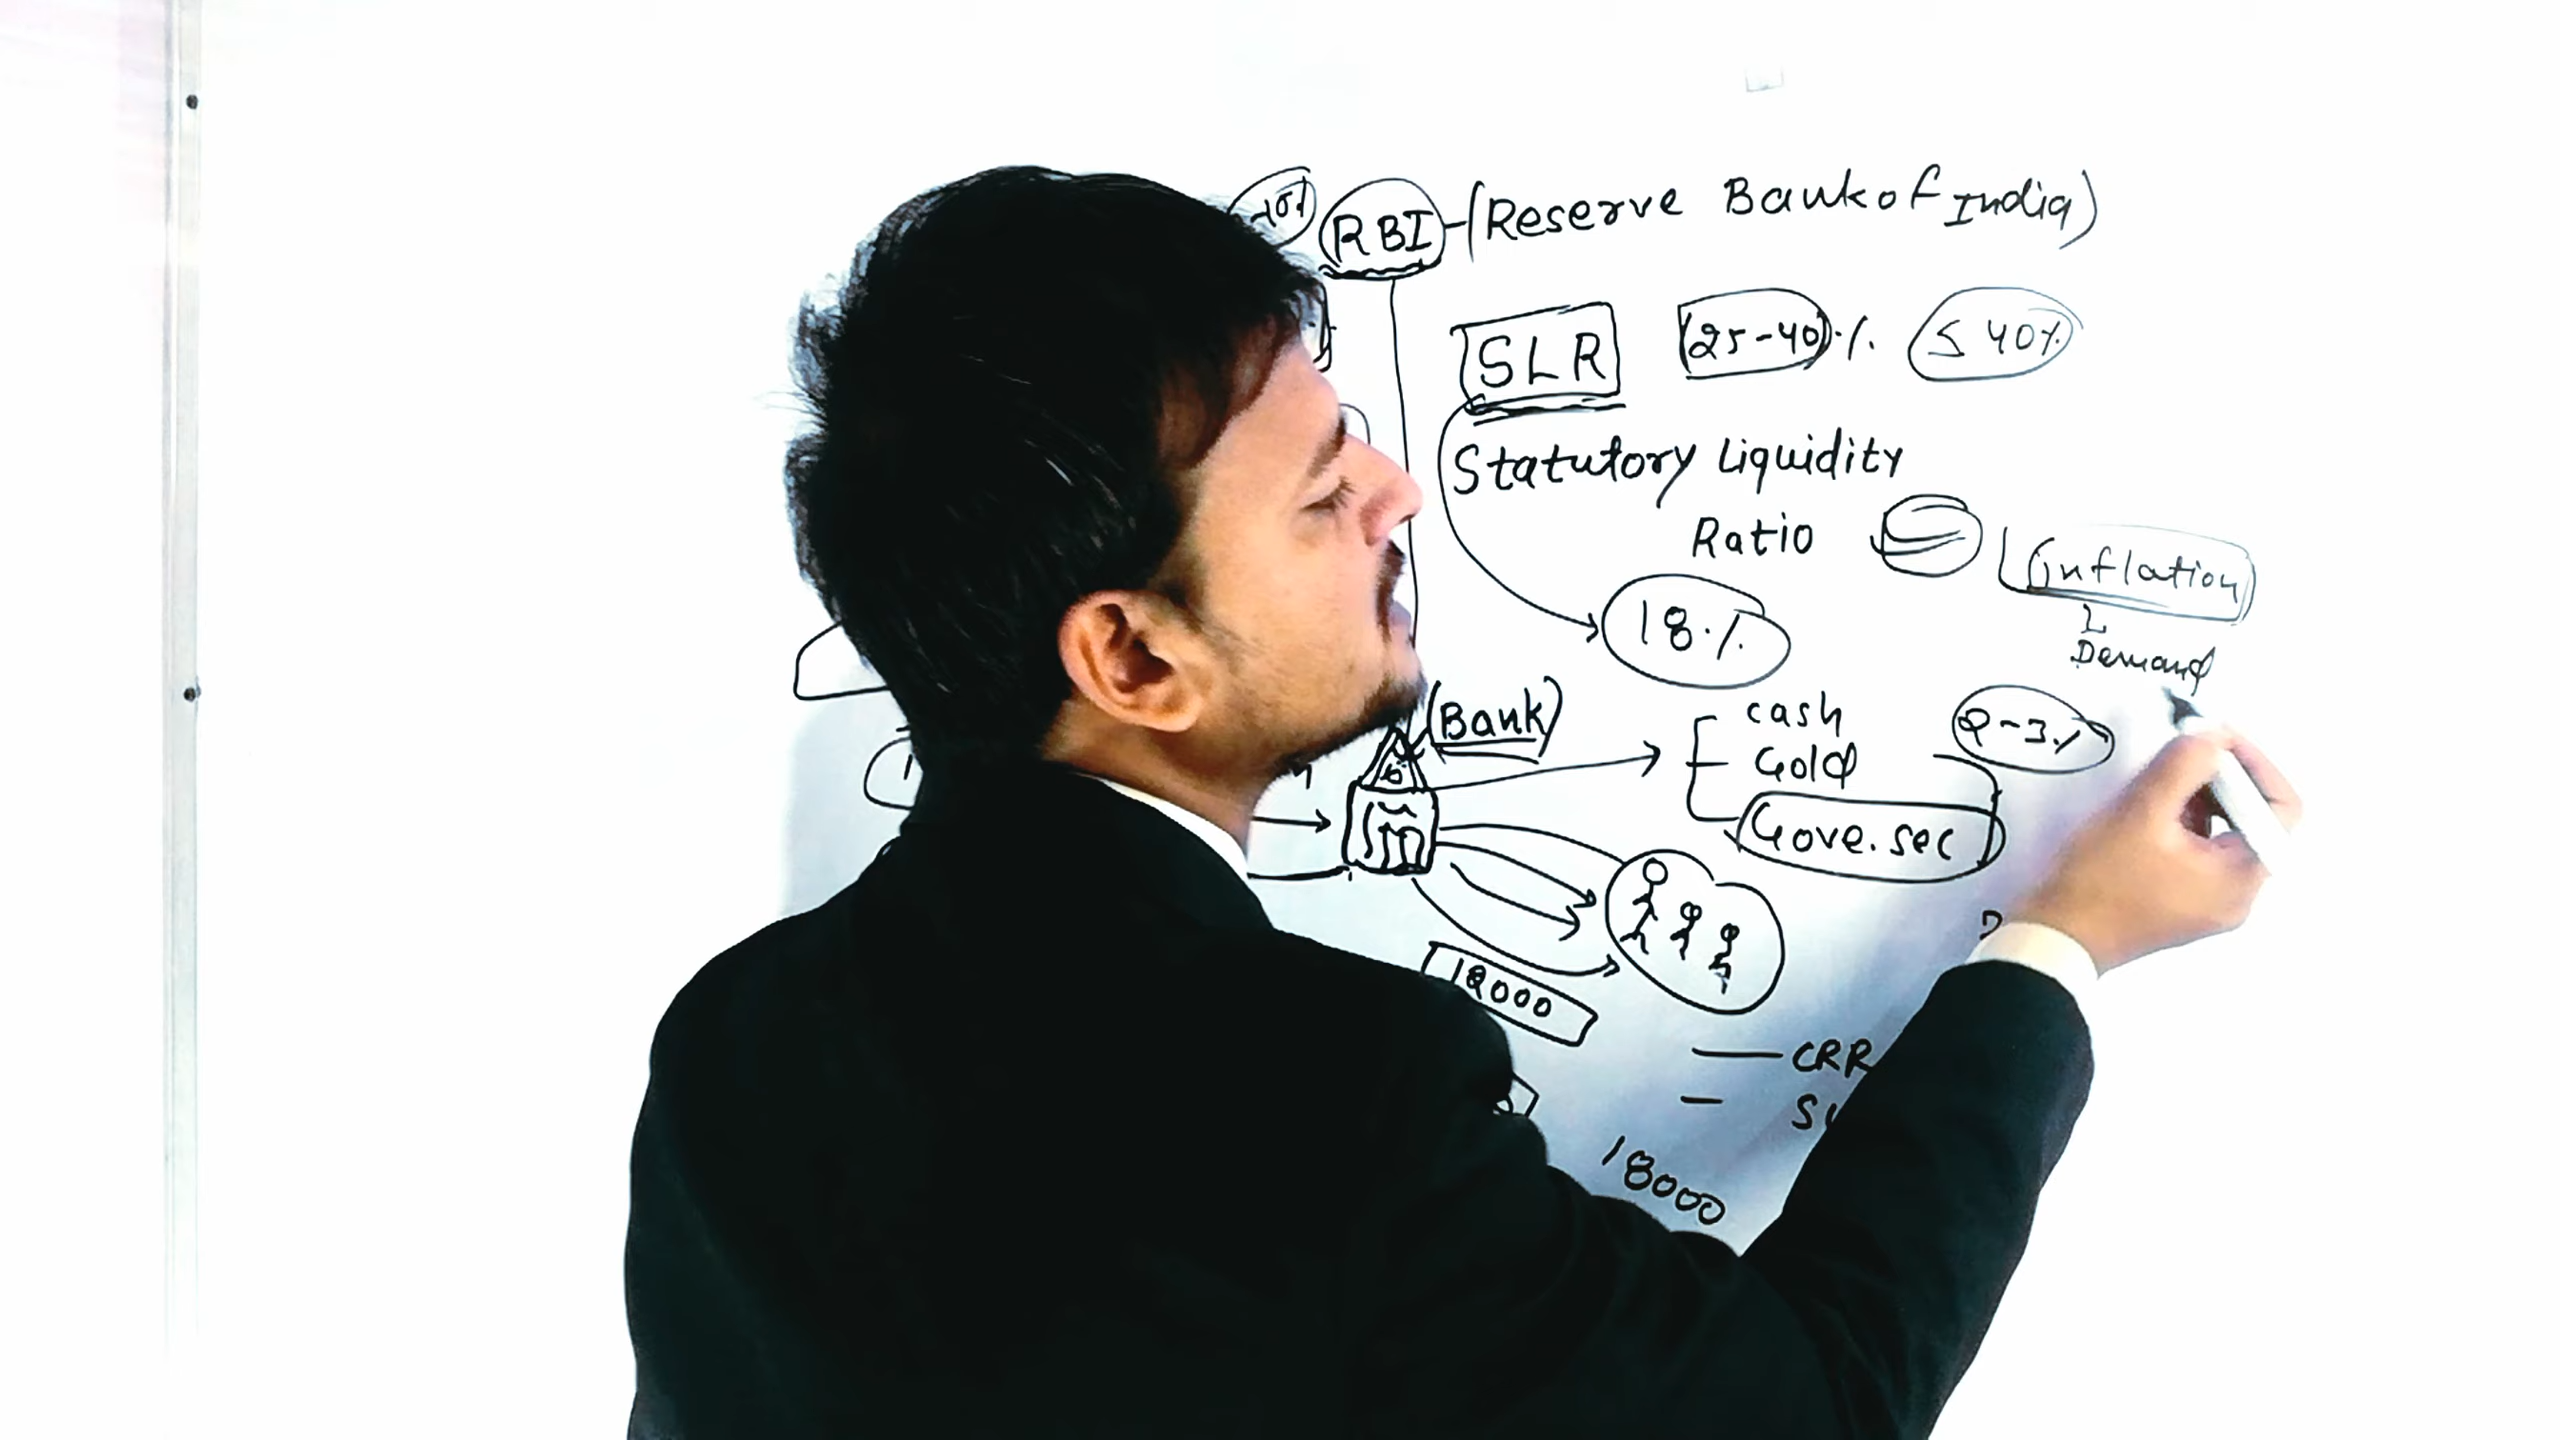 RBI -(Reserve Bank of India)
SLR (25-40)·/. ≤ 40%
Statutory Liquidity
Ratio
Inflation
18·/.
Demand
(Bank)
cash
2-3·/.
Gold
Gove. sec
12000
CRR
18000